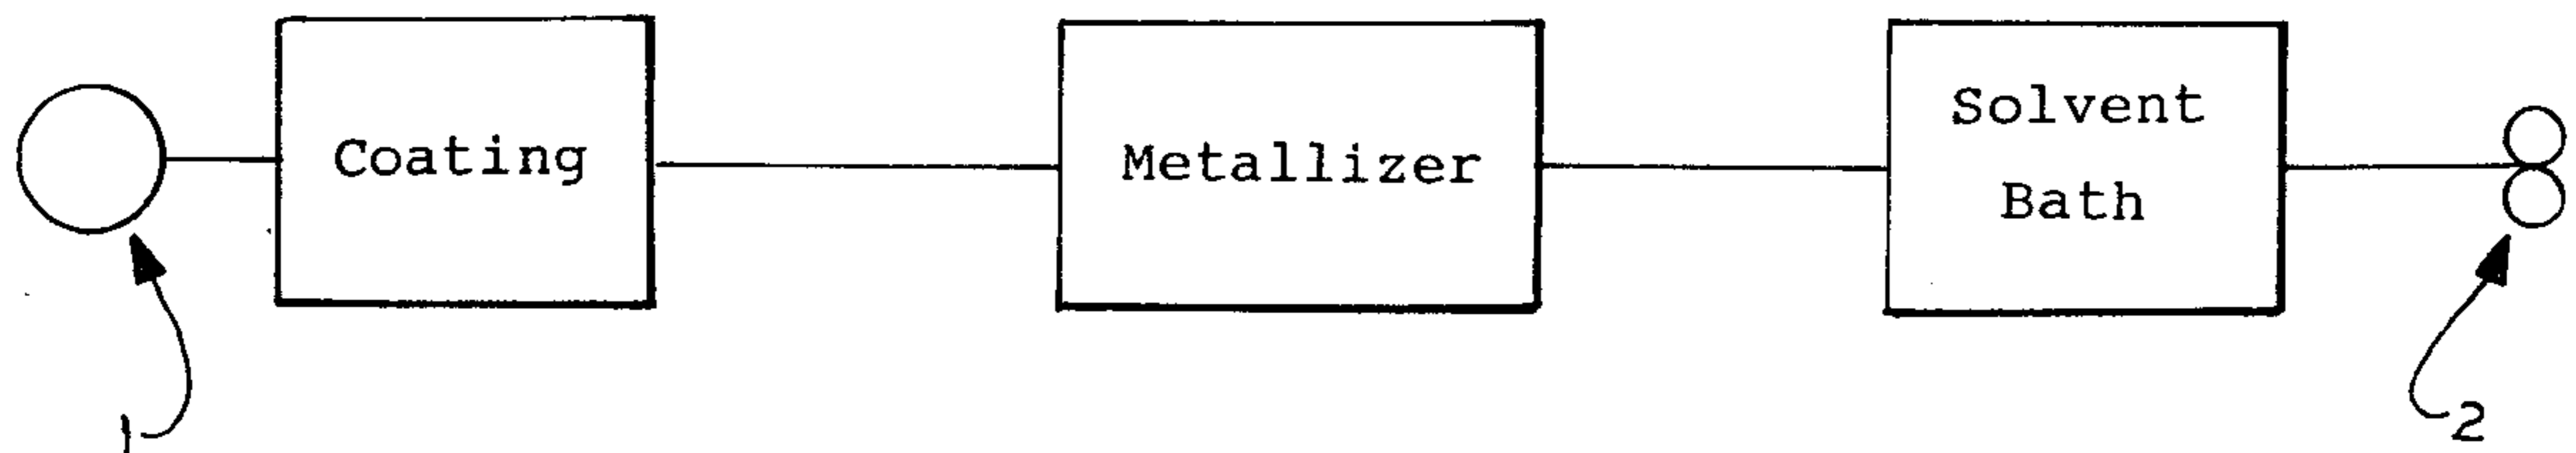 Coating
Metallizer
Solvent
Bath
1
2